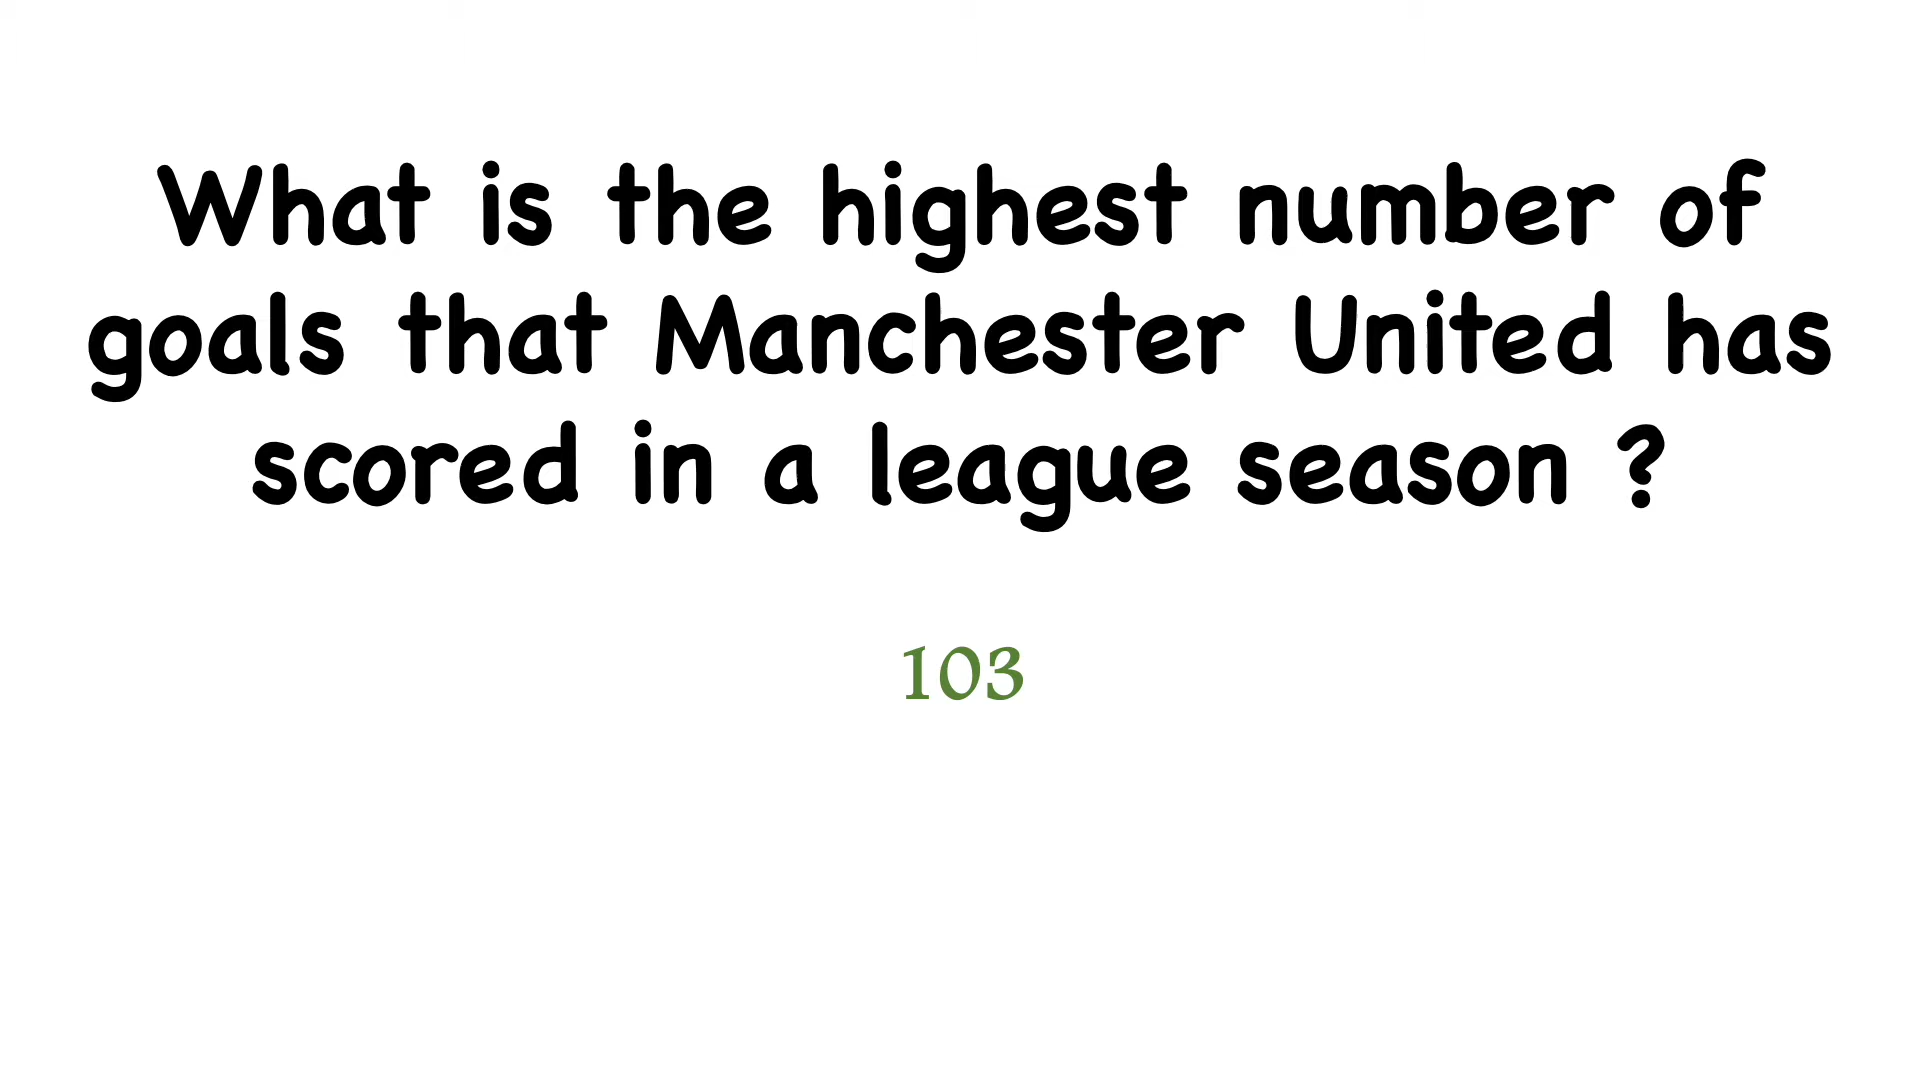 What is the highest number of
goals that Manchester United has
scored in a league season ?
103